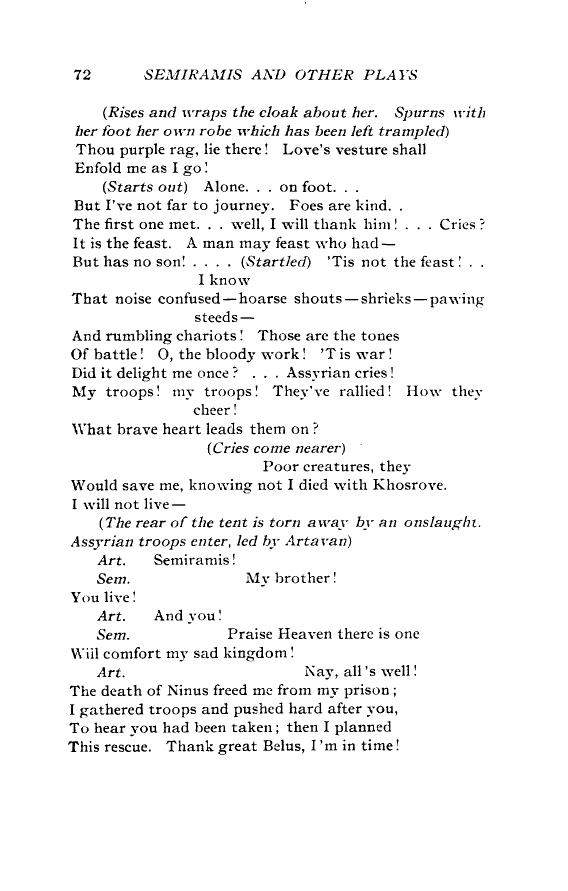 72 SEMIRAMIS AND OTHER PLAYS
(Rises and wraps the cloak about her. Spurns with
her foot her own robe which has been left trampled)
Thou purple rag, lie there! Love's vesture shall
Enfold me as I go!
(Starts out) Alone. . . on foot. . .
But I've not far to journey. Foes are kind. .
The first one met. . . well, I will thank him! . . . Cries?
It is the feast. A man may feast who had—
But has no son! . . . . (Startled) 'Tis not the feast! . .
I know
That noise confused—hoarse shouts—shrieks—pawing
steeds—
And rumbling chariots! Those are the tones
Of battle! O, the bloody work! 'T is war!
Did it delight me once? . . . Assyrian cries!
My troops! my troops! They've rallied! How they
cheer!
What brave heart leads them on?
(Cries come nearer)
Poor creatures, they
Would save me, knowing not I died with Khosrove.
I will not live—
(The rear of the tent is torn away by an onslaught.
Assyrian troops enter, led by Artavan)
Art. Semiramis!
Sem. My brother!
You live!
Art. And you!
Sem. Praise Heaven there is one
Will comfort my sad kingdom!
Art. Nay, all's well!
The death of Ninus freed me from my prison;
I gathered troops and pushed hard after you,
To hear you had been taken; then I planned
This rescue. Thank great Belus, I'm in time!